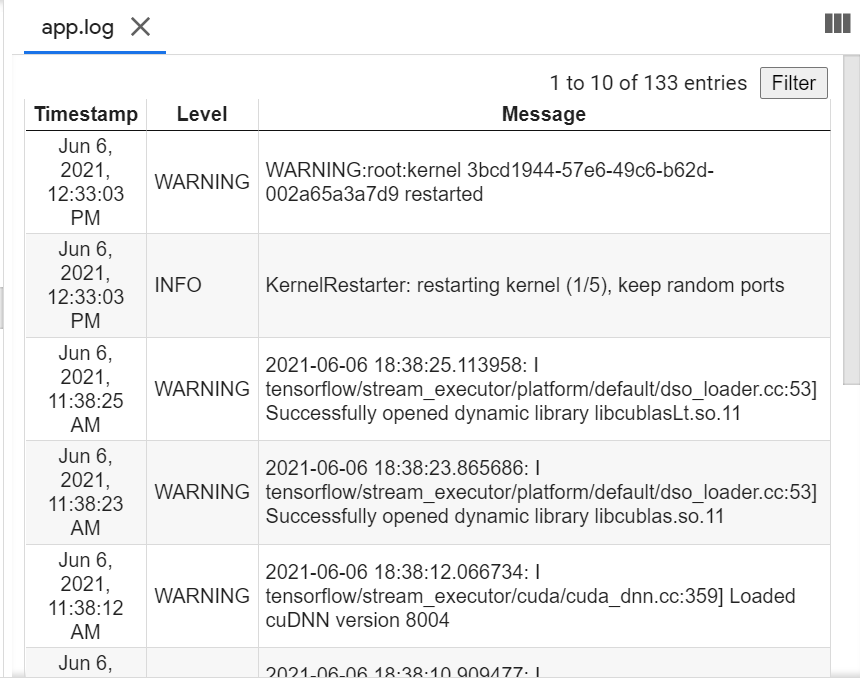 app.log
1 to 10 of 133 entries Filter
Timestamp Level Message
Jun 6,
2021,
12:33:03
PM
WARNING
WARNING:root:kernel 3bcd1944-57e6-49c6-b62d-
002a65a3a7d9 restarted
Jun 6,
2021,
12:33:03
PM
INFO
KernelRestarter: restarting kernel (1/5), keep random ports
Jun 6,
2021,
11:38:25
AM
WARNING
2021-06-06 18:38:25.113958: I
tensorflow/stream_executor/platform/default/dso_loader.cc:53]
Successfully opened dynamic library libcublasLt.so.11
Jun 6,
2021,
11:38:23
AM
WARNING
2021-06-06 18:38:23.865686: I
tensorflow/stream_executor/platform/default/dso_loader.cc:53]
Successfully opened dynamic library libcublas.so.11
Jun 6,
2021,
11:38:12
AM
WARNING
2021-06-06 18:38:12.066734: I
tensorflow/stream_executor/cuda/cuda_dnn.cc:359] Loaded
cuDNN version 8004
Jun 6,
2021-06-06 18:38:10.909477: I